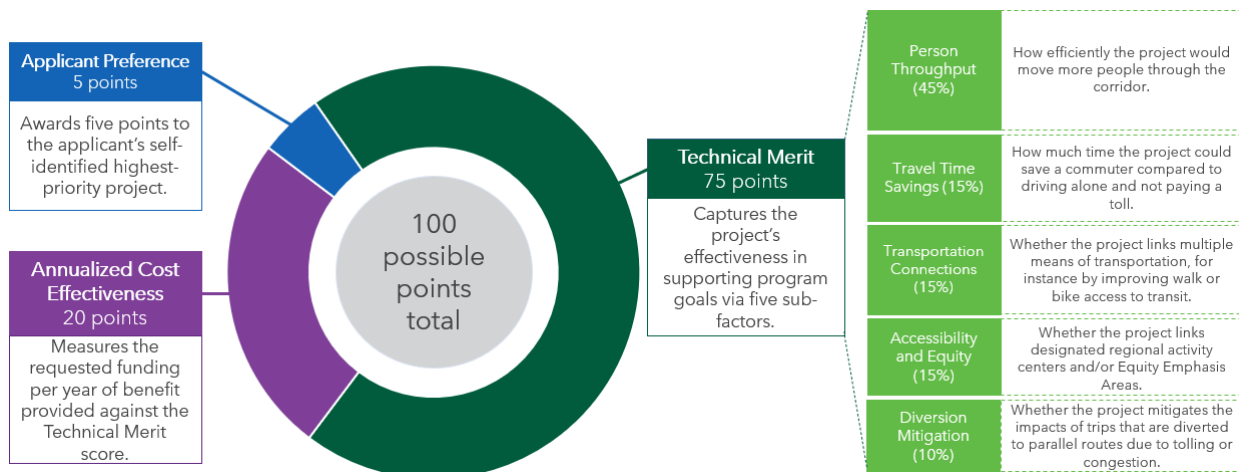 Applicant Preference
5 points
Awards five points to
the applicant's self-
identified highest-
priority project.
Annualized Cost
Effectiveness
20 points
Measures the
requested funding
per year of benefit
provided against the
Technical Merit
score.
100
possible
points
total
Technical Merit
75 points
Captures the
project's
effectiveness in
supporting program
goals via five sub-
factors.
Person
Throughput
(45%)
How efficiently the project would
move more people through the
corridor.
Travel Time
Savings (15%)
How much time the project could
save a commuter compared to
driving alone and not paying a
toll.
Transportation
Connections
(15%)
Whether the project links multiple
means of transportation, for
instance by improving walk or
bike access to transit.
Accessibility
and Equity
(15%)
Whether the project links
designated regional activity
centers and/or Equity Emphasis
Areas.
Diversion
Mitigation
(10%)
Whether the project mitigates the
impacts of trips that are diverted
to parallel routes due to tolling or
congestion.